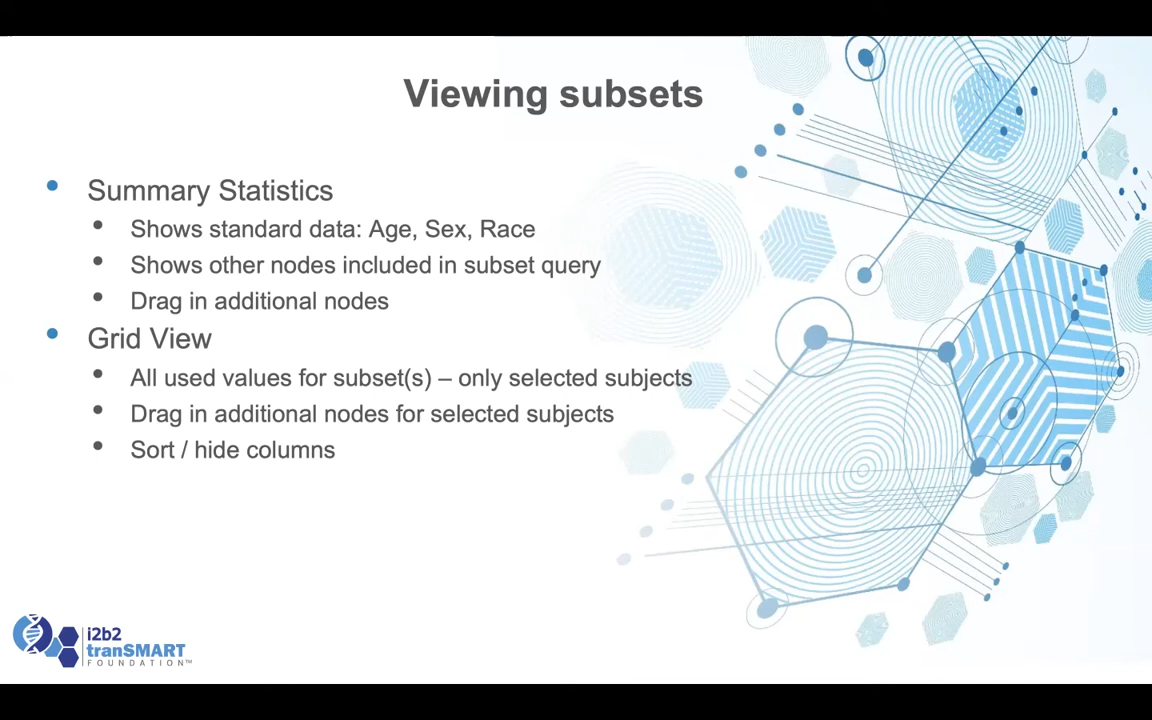 Viewing subsets
• Summary Statistics
• Shows standard data: Age, Sex, Race
• Shows other nodes included in subset query
• Drag in additional nodes
• Grid View
• All used values for subset(s) – only selected subjects
• Drag in additional nodes for selected subjects
• Sort / hide columns
i2b2
tranSMART
FOUNDATION™